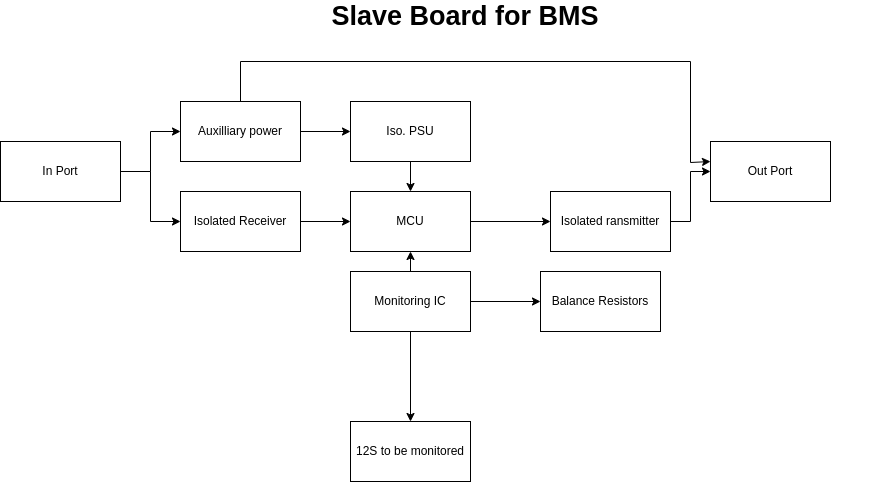 Slave Board for BMS
Auxilliary power
Iso. PSU
In Port
Out Port
Isolated Receiver
MCU
Isolated ransmitter
Monitoring IC
Balance Resistors
12S to be monitored